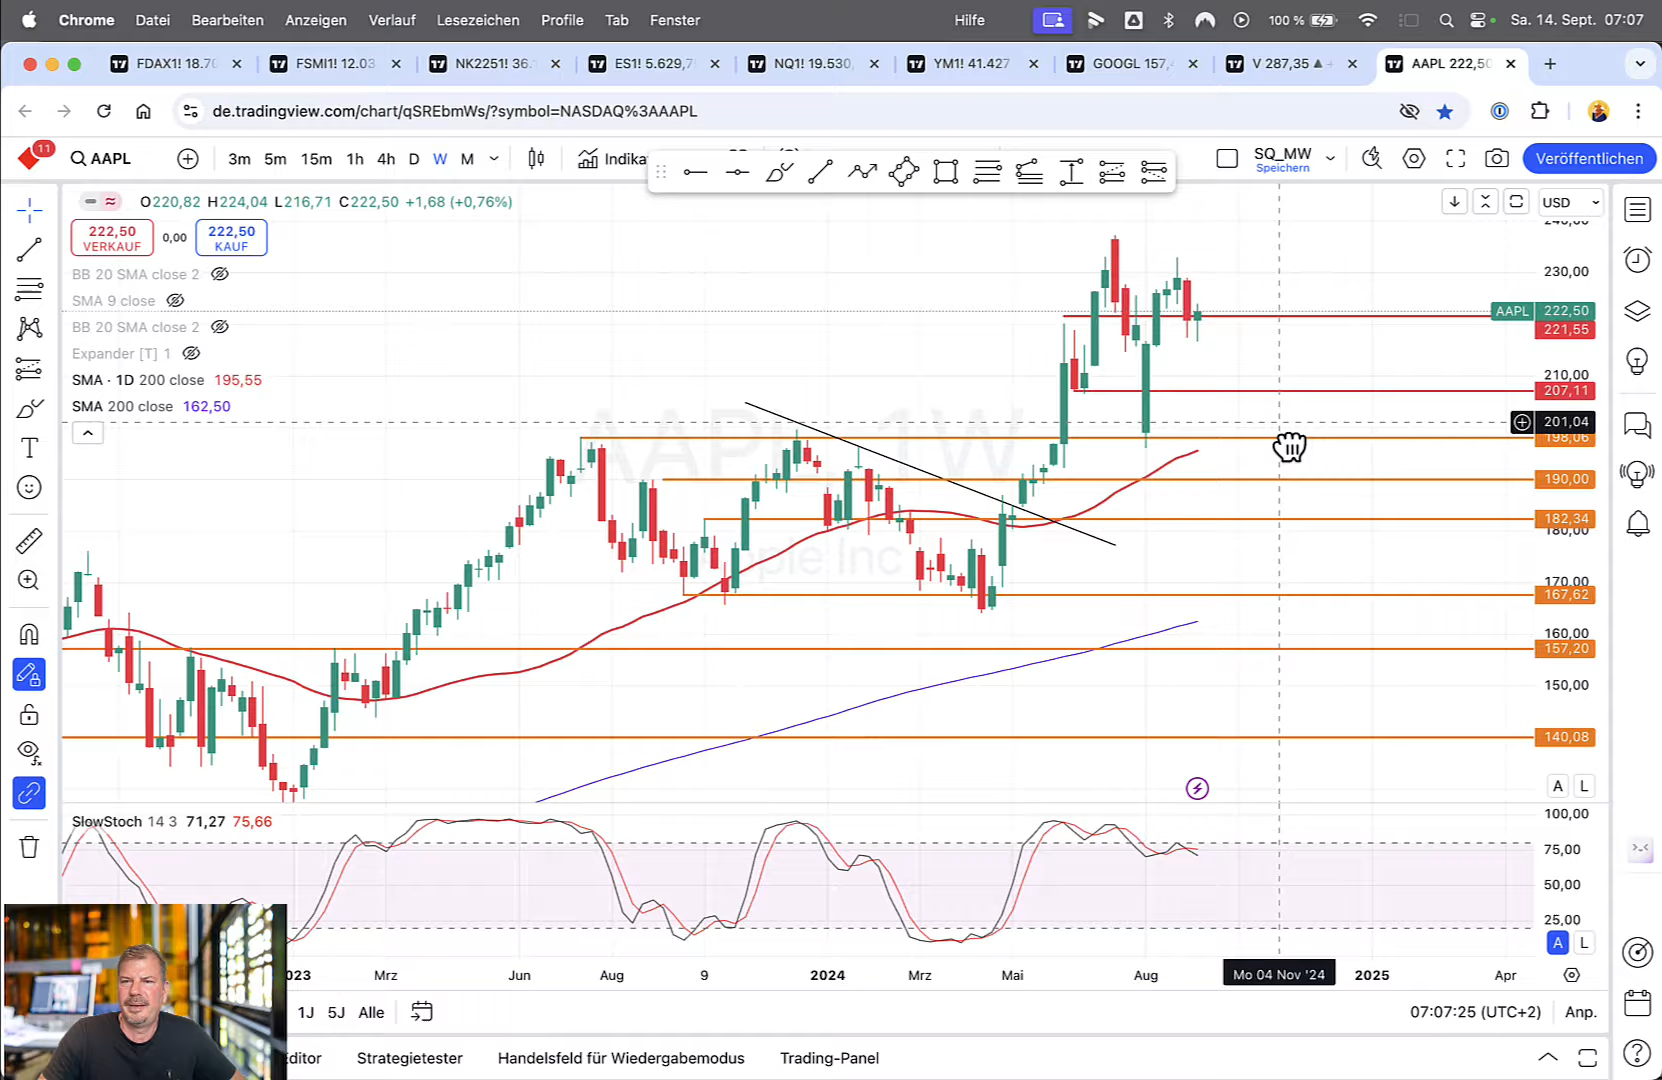 Chrome Datei Bearbeiten Anzeigen Verlauf Lesezeichen Profile Tab Fenster Hilfe 100 % Sa. 14. Sept. 07:07
FDAX1! 18.70 FSMI1! 12.03 NK2251! 36. ES1! 5.629,7 NQ1! 19.530, YM1! 41.427 GOOGL 157, V 287,35 AAPL 222,50
de.tradingview.com/chart/qSREbmWs/?symbol=NASDAQ%3AAAPL
11 AAPL 3m 5m 15m 1h 4h D W M Indika SQ_MW Speichern Veröffentlichen
O220,82 H224,04 L216,71 C222,50 +1,68 (+0,76%) USD
222,50 VERKAUF 0,00 222,50 KAUF
BB 20 SMA close 2
SMA 9 close
BB 20 SMA close 2
Expander [T] 1
SMA · 1D 200 close 195,55
SMA 200 close 162,50
AAPL, 1W
Apple Inc
240,00
230,00
AAPL 222,50
221,55
210,00
207,11
201,04
198,06
190,00
182,34
180,00
170,00
167,62
160,00
157,20
150,00
140,08
A L
SlowStoch 14 3 71,27 75,66
100,00
75,00
50,00
25,00
A L
2023 Mrz Jun Aug 9 2024 Mrz Mai Aug Mo 04 Nov '24 2025 Apr
1J 5J Alle 07:07:25 (UTC+2) Anp.
Editor Strategietester Handelsfeld für Wiedergabemodus Trading-Panel